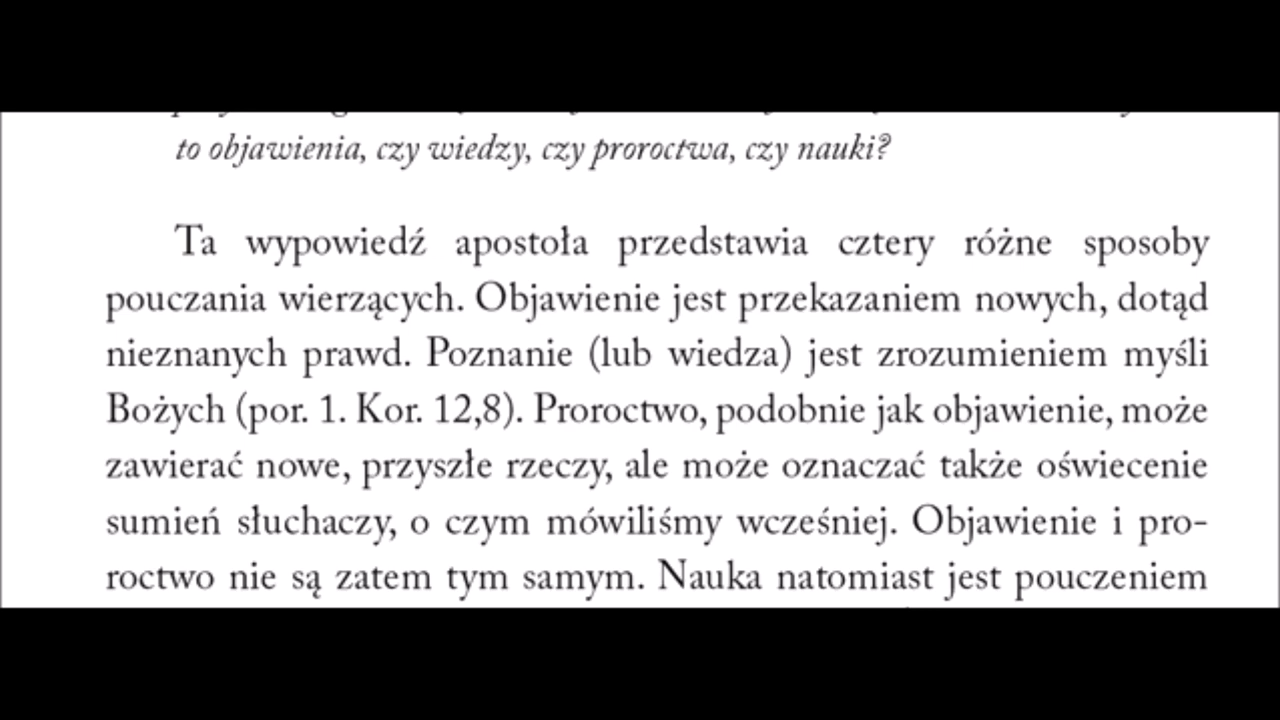 to objawienia, czy wiedzy, czy proroctwa, czy nauki?
Ta wypowiedź apostoła przedstawia cztery różne sposoby
pouczania wierzących. Objawienie jest przekazaniem nowych, dotąd
nieznanych prawd. Poznanie (lub wiedza) jest zrozumieniem myśli
Bożych (por. 1. Kor. 12,8). Proroctwo, podobnie jak objawienie, może
zawierać nowe, przyszłe rzeczy, ale może oznaczać także oświecenie
sumień słuchaczy, o czym mówiliśmy wcześniej. Objawienie i pro-
roctwo nie są zatem tym samym. Nauka natomiast jest pouczeniem